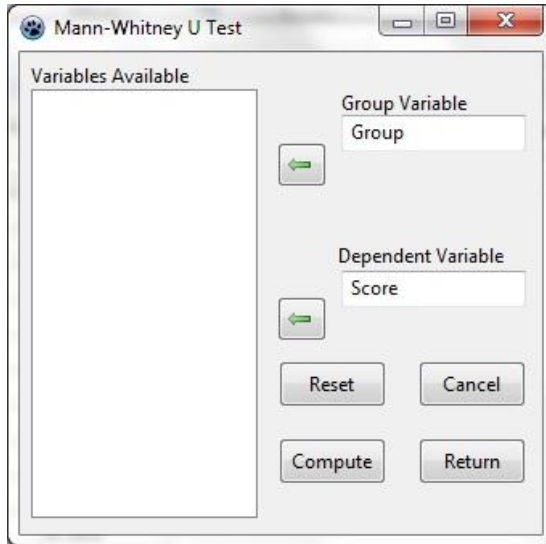 Mann-Whitney U Test
Variables Available
Group Variable
Group
Dependent Variable
Score
Reset Cancel
Compute Return